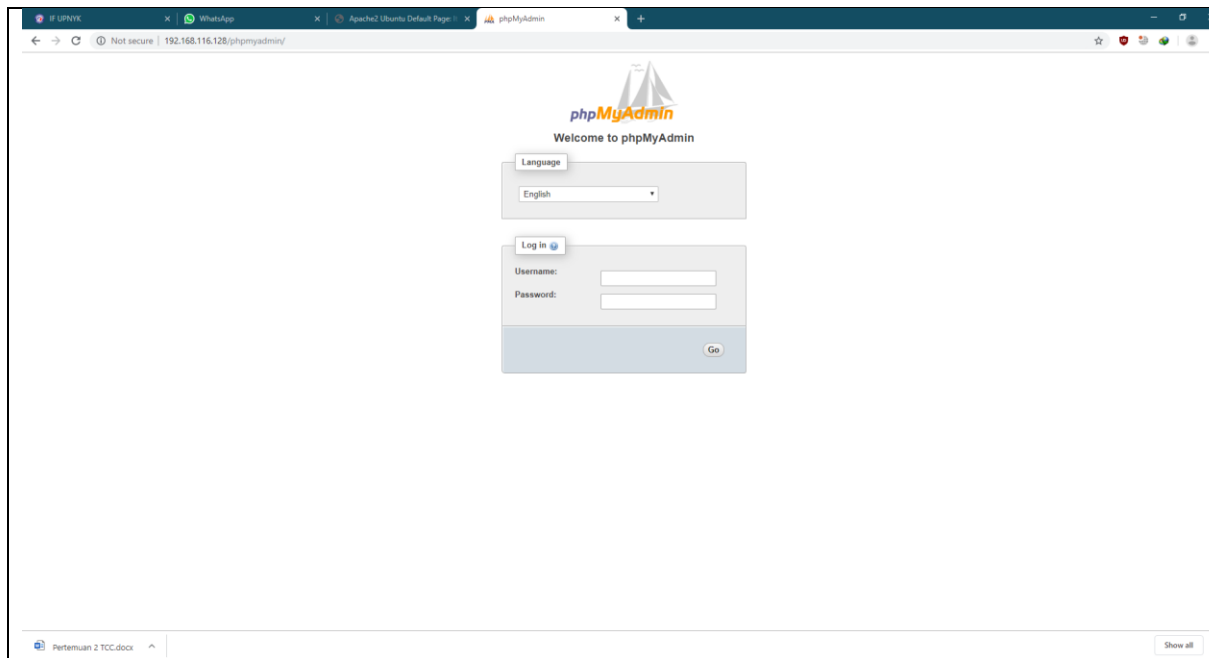 IF UPNYK
WhatsApp
Apache2 Ubuntu Default Page: I
phpMyAdmin
Not secure | 192.168.116.128/phpmyadmin/
phpMyAdmin
Welcome to phpMyAdmin
Language
English
Log in
Username:
Password:
Go
Pertemuan 2 TCC.docx
Show all